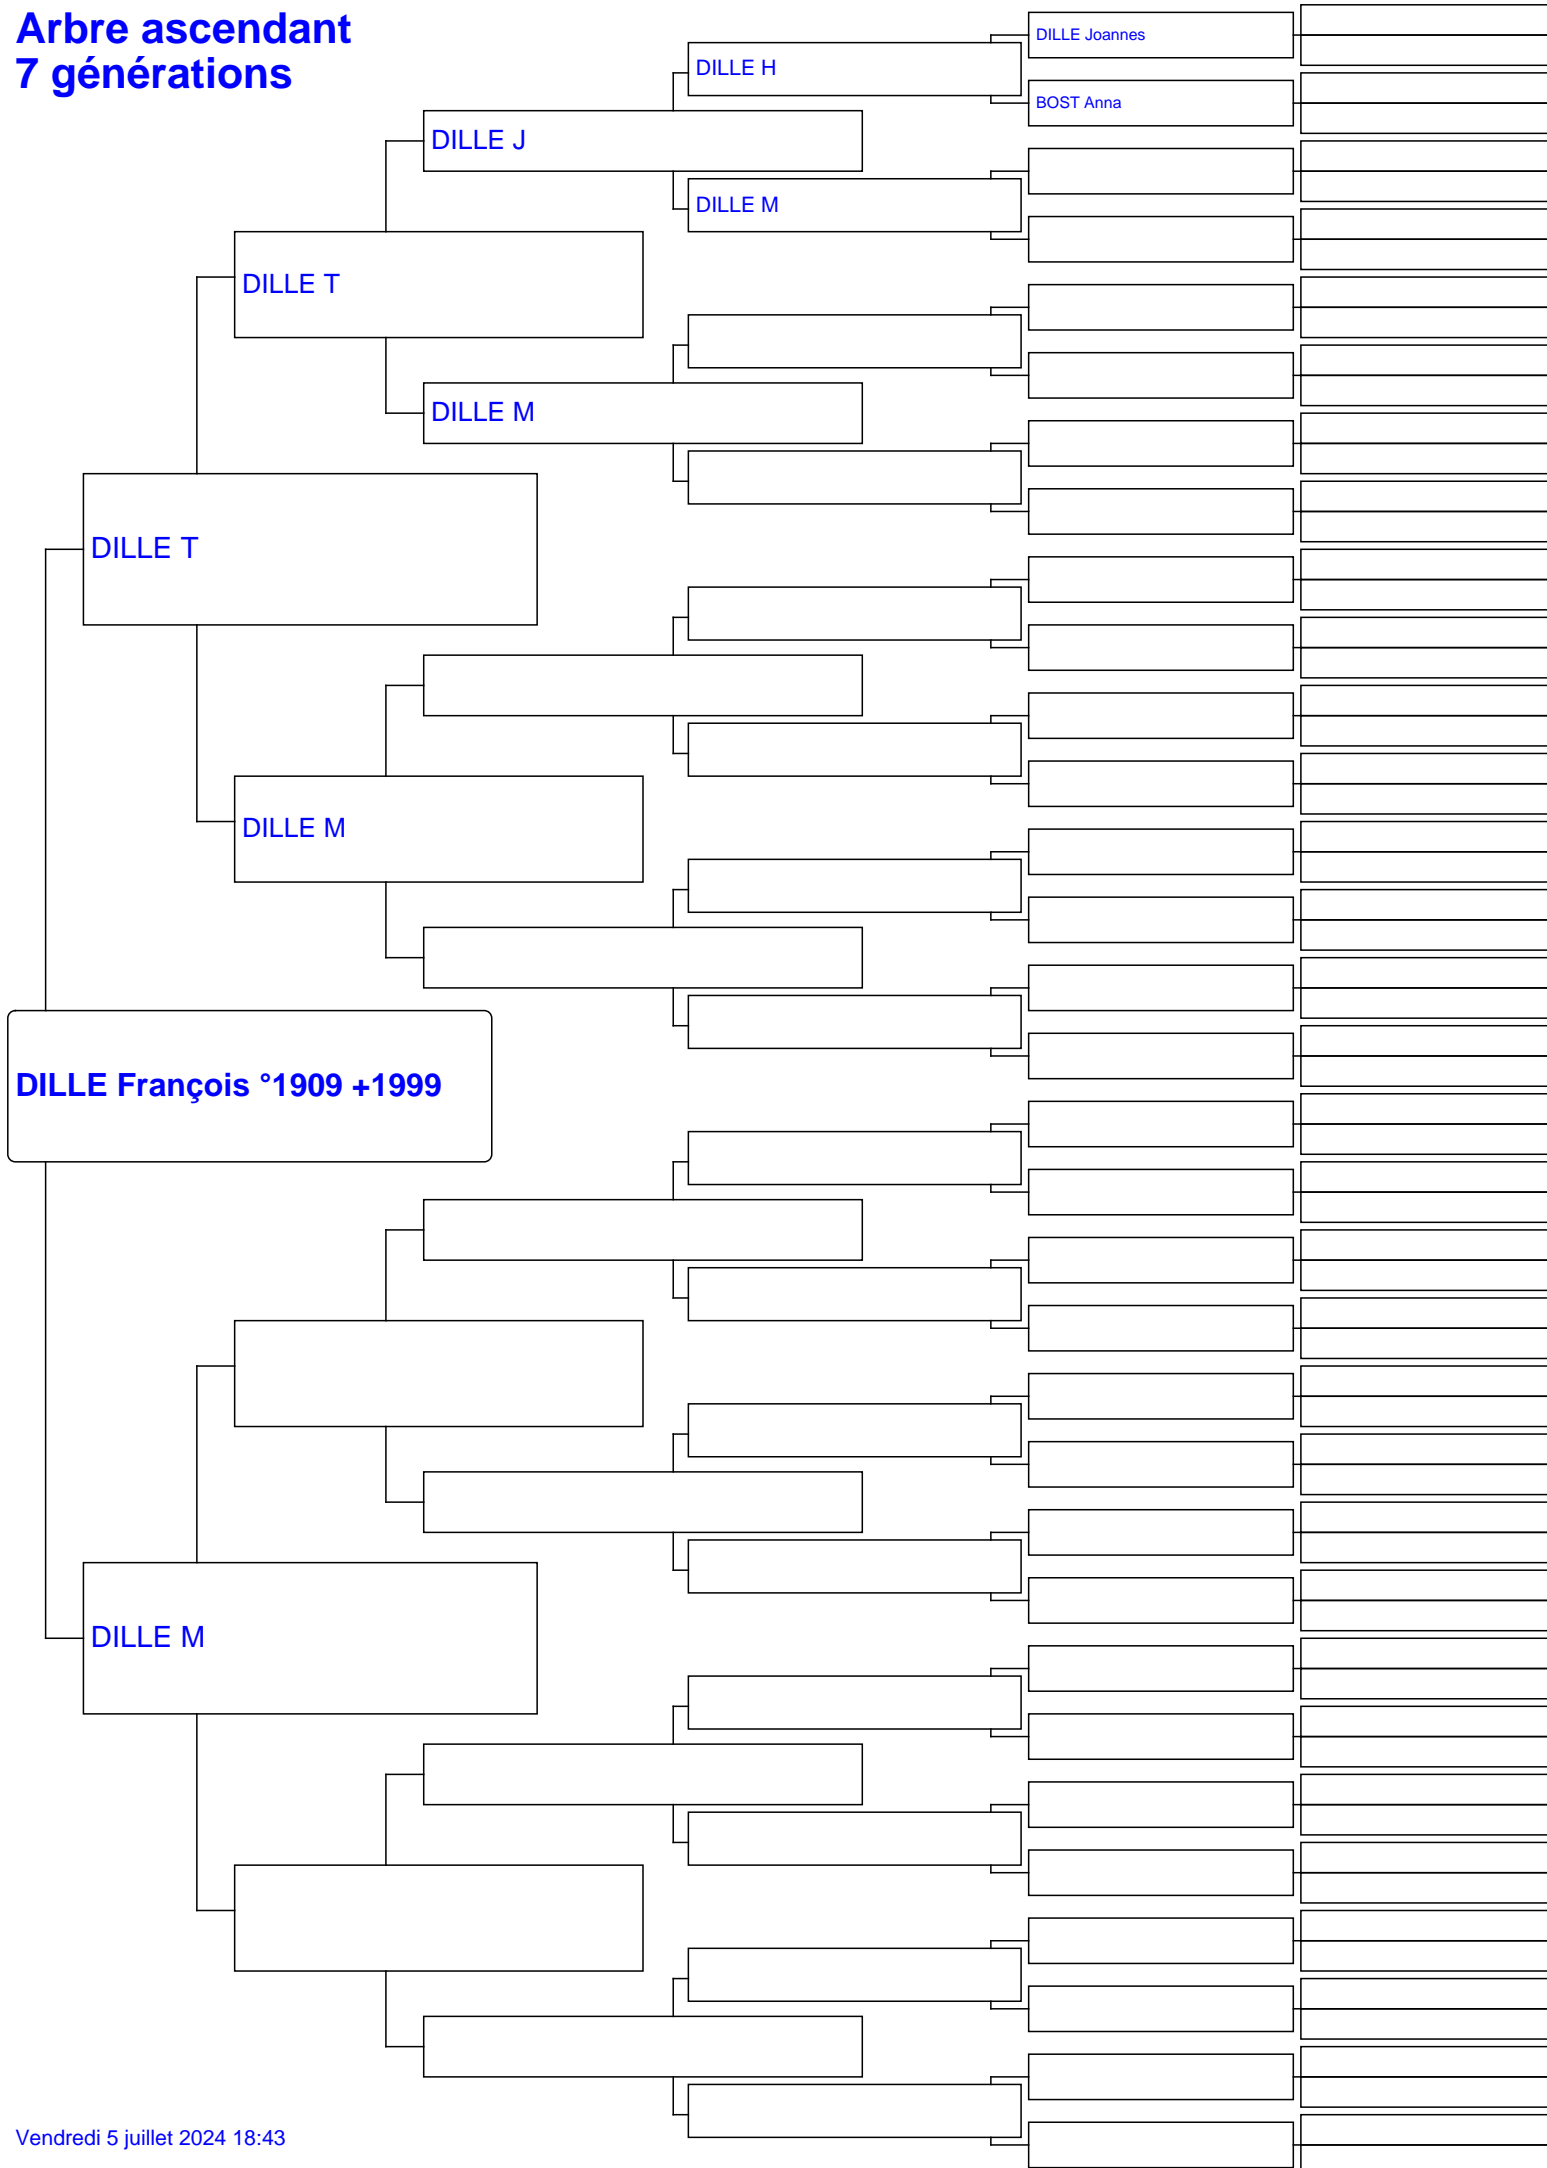 Arbre ascendant
7 générations
DILLE Joannes
DILLE H
BOST Anna
DILLE J
DILLE M
DILLE T
DILLE M
DILLE T
DILLE M
DILLE François °1909 +1999
DILLE M
Vendredi 5 juillet 2024 18:43